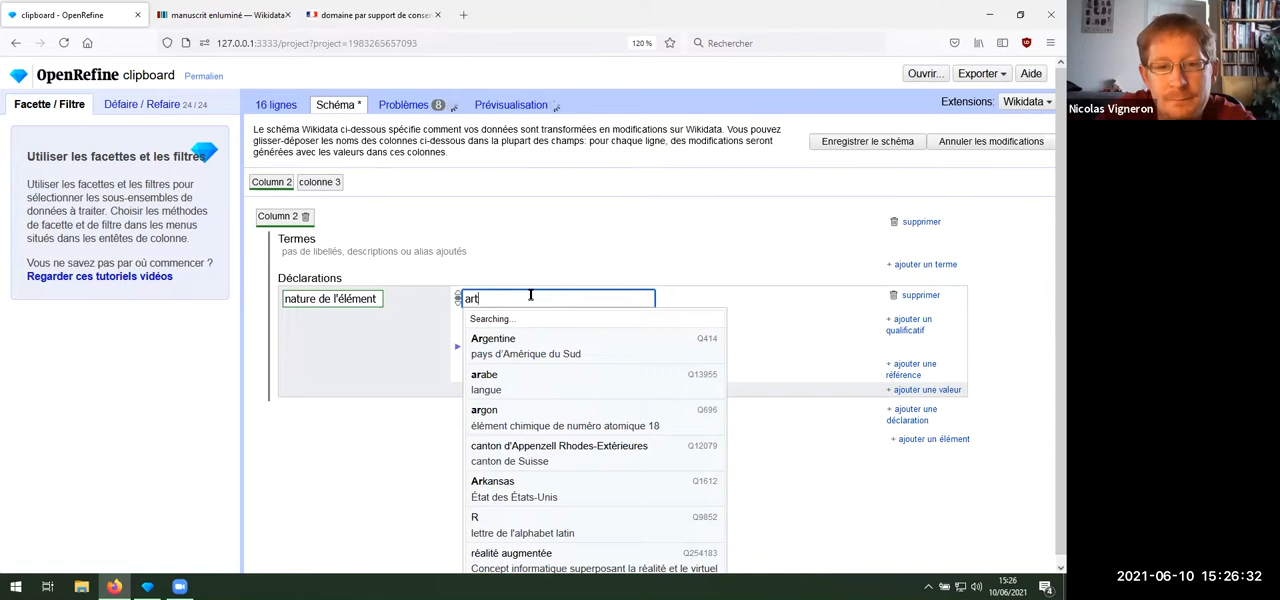 clipboard - OpenRefine
manuscrit enluminé — Wikidata
domaine par support de conser
127.0.0.1:3333/project?project=1983265657093
120 %
Rechercher
OpenRefine clipboard Permalien
Ouvrir...
Exporter
Aide
Facette / Filtre
Défaire / Refaire 24 / 24
16 lignes
Schéma *
Problèmes 8
Prévisualisation
Extensions:
Wikidata
Utiliser les facettes et les filtres
Utiliser les facettes et les filtres pour
sélectionner les sous-ensembles de
données à traiter. Choisir les méthodes
de facette et de filtre dans les menus
situés dans les entêtes de colonne.
Vous ne savez pas par où commencer ?
Regarder ces tutoriels vidéos
Le schéma Wikidata ci-dessous spécifie comment vos données sont transformées en modifications sur Wikidata. Vous pouvez
glisser-déposer les noms des colonnes ci-dessous dans la plupart des champs: pour chaque ligne, des modifications seront
générées avec les valeurs dans ces colonnes.
Enregistrer le schéma
Annuler les modifications
Column 2
colonne 3
Column 2
supprimer
Termes
pas de libellés, descriptions ou alias ajoutés
+ ajouter un terme
Déclarations
nature de l'élément
art
supprimer
+ ajouter un
qualificatif
+ ajouter une
référence
+ ajouter une valeur
+ ajouter une
déclaration
+ ajouter un élément
Searching...
Argentine Q414
pays d'Amérique du Sud
arabe Q13955
langue
argon Q696
élément chimique de numéro atomique 18
canton d'Appenzell Rhodes-Extérieures Q12079
canton de Suisse
Arkansas Q1612
État des États-Unis
R Q9852
lettre de l'alphabet latin
réalité augmentée Q254183
Concept informatique superposant la réalité et le virtuel
Nicolas Vigneron
15:26
10/06/2021
4
2021-06-10 15:26:32